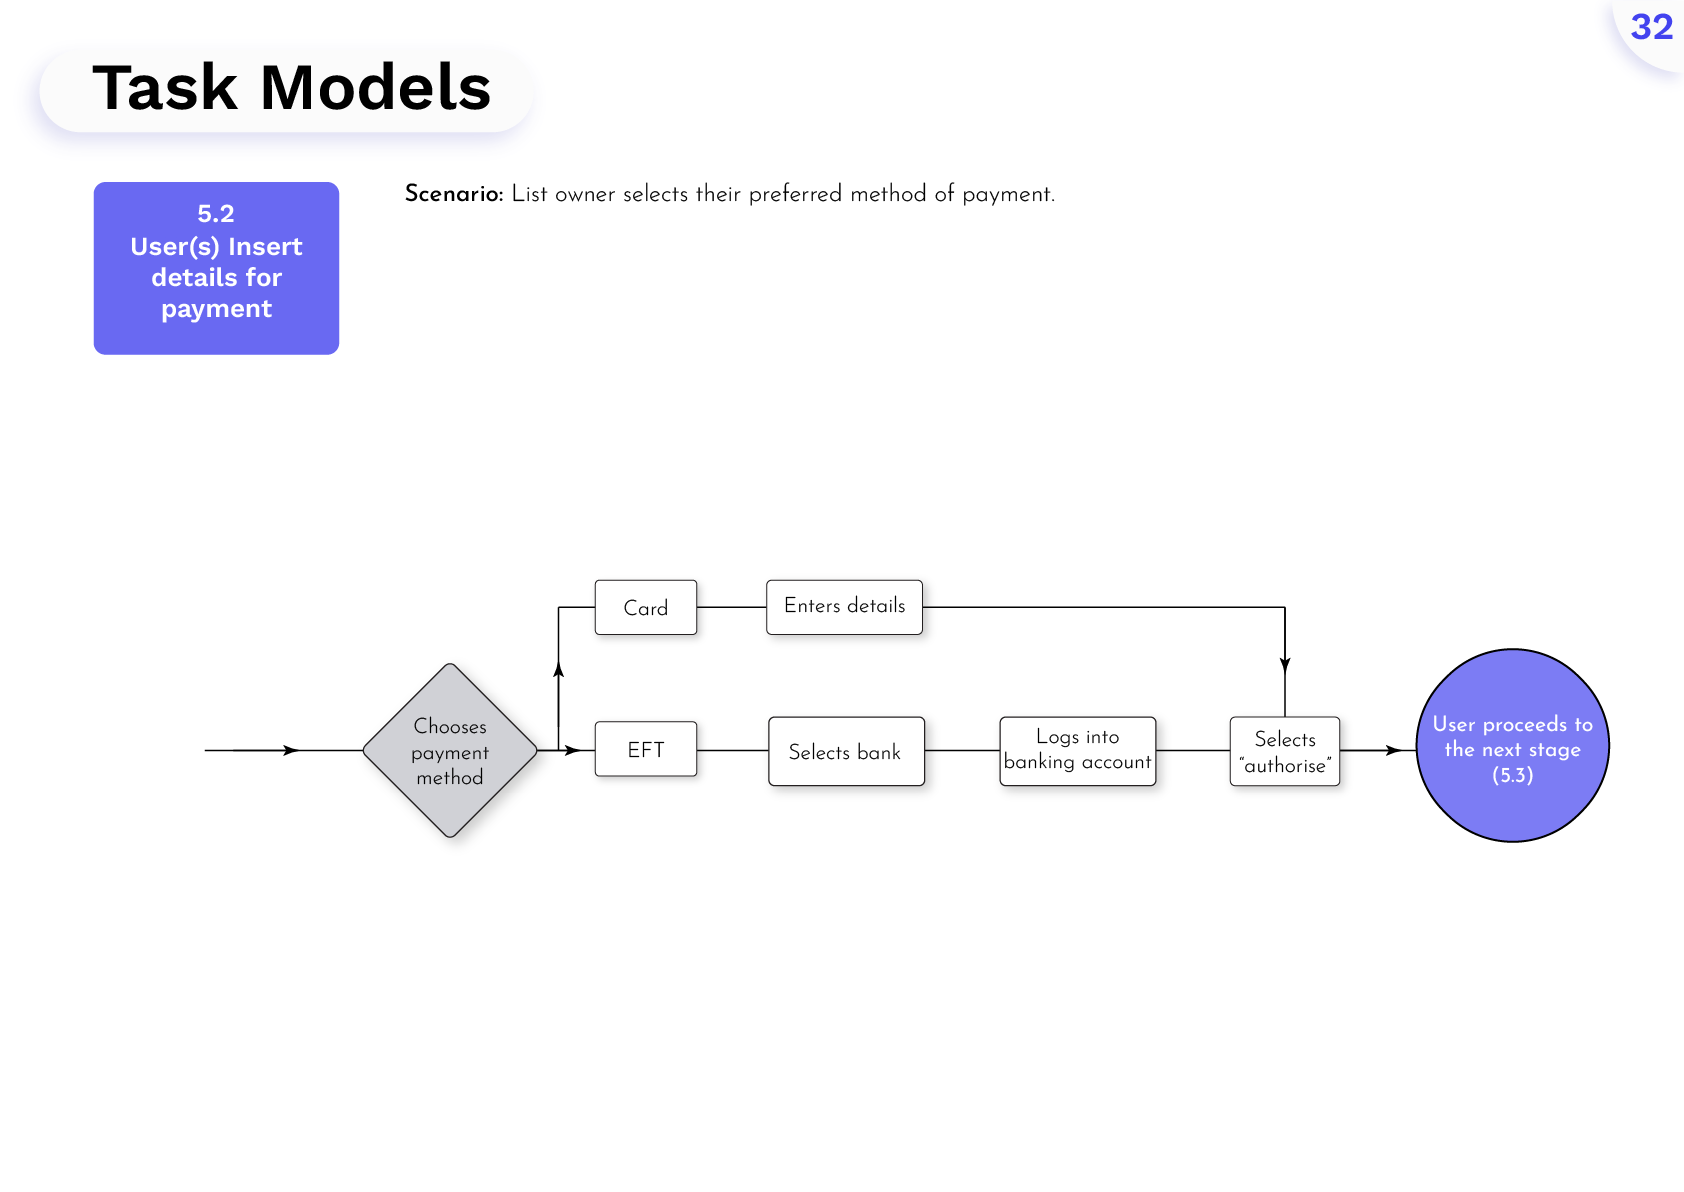 32
Task Models
5.2
User(s) Insert
details for
payment
Scenario: List owner selects their preferred method of payment.
Card
Enters details
Chooses
payment
method
EFT
Selects bank
Logs into
banking account
Selects
“authorise”
User proceeds to
the next stage
(5.3)